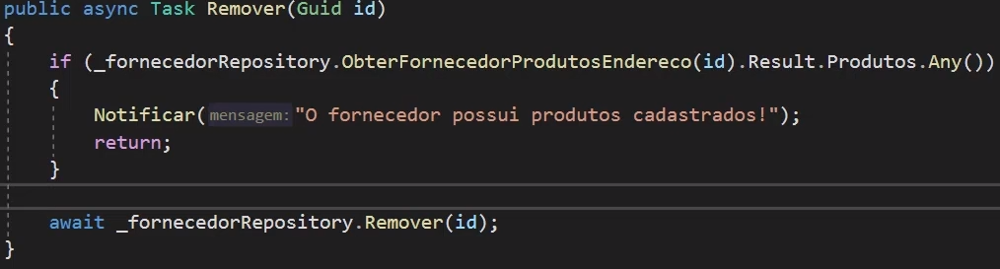 public async Task Remover(Guid id)
{
if (_fornecedorRepository.ObterFornecedorProdutosEndereco(id).Result.Produtos.Any())
{
Notificar(mensagem:"O fornecedor possui produtos cadastrados!");
return;
}
await _fornecedorRepository.Remover(id);
}